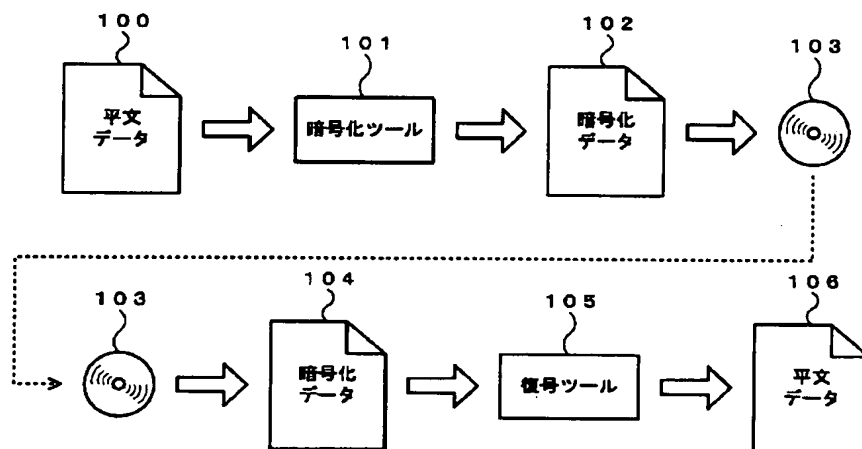 100
101
102
103
平文
データ
暗号化ツール
暗号化
データ
103
104
105
106
暗号化
データ
復号ツール
平文
データ